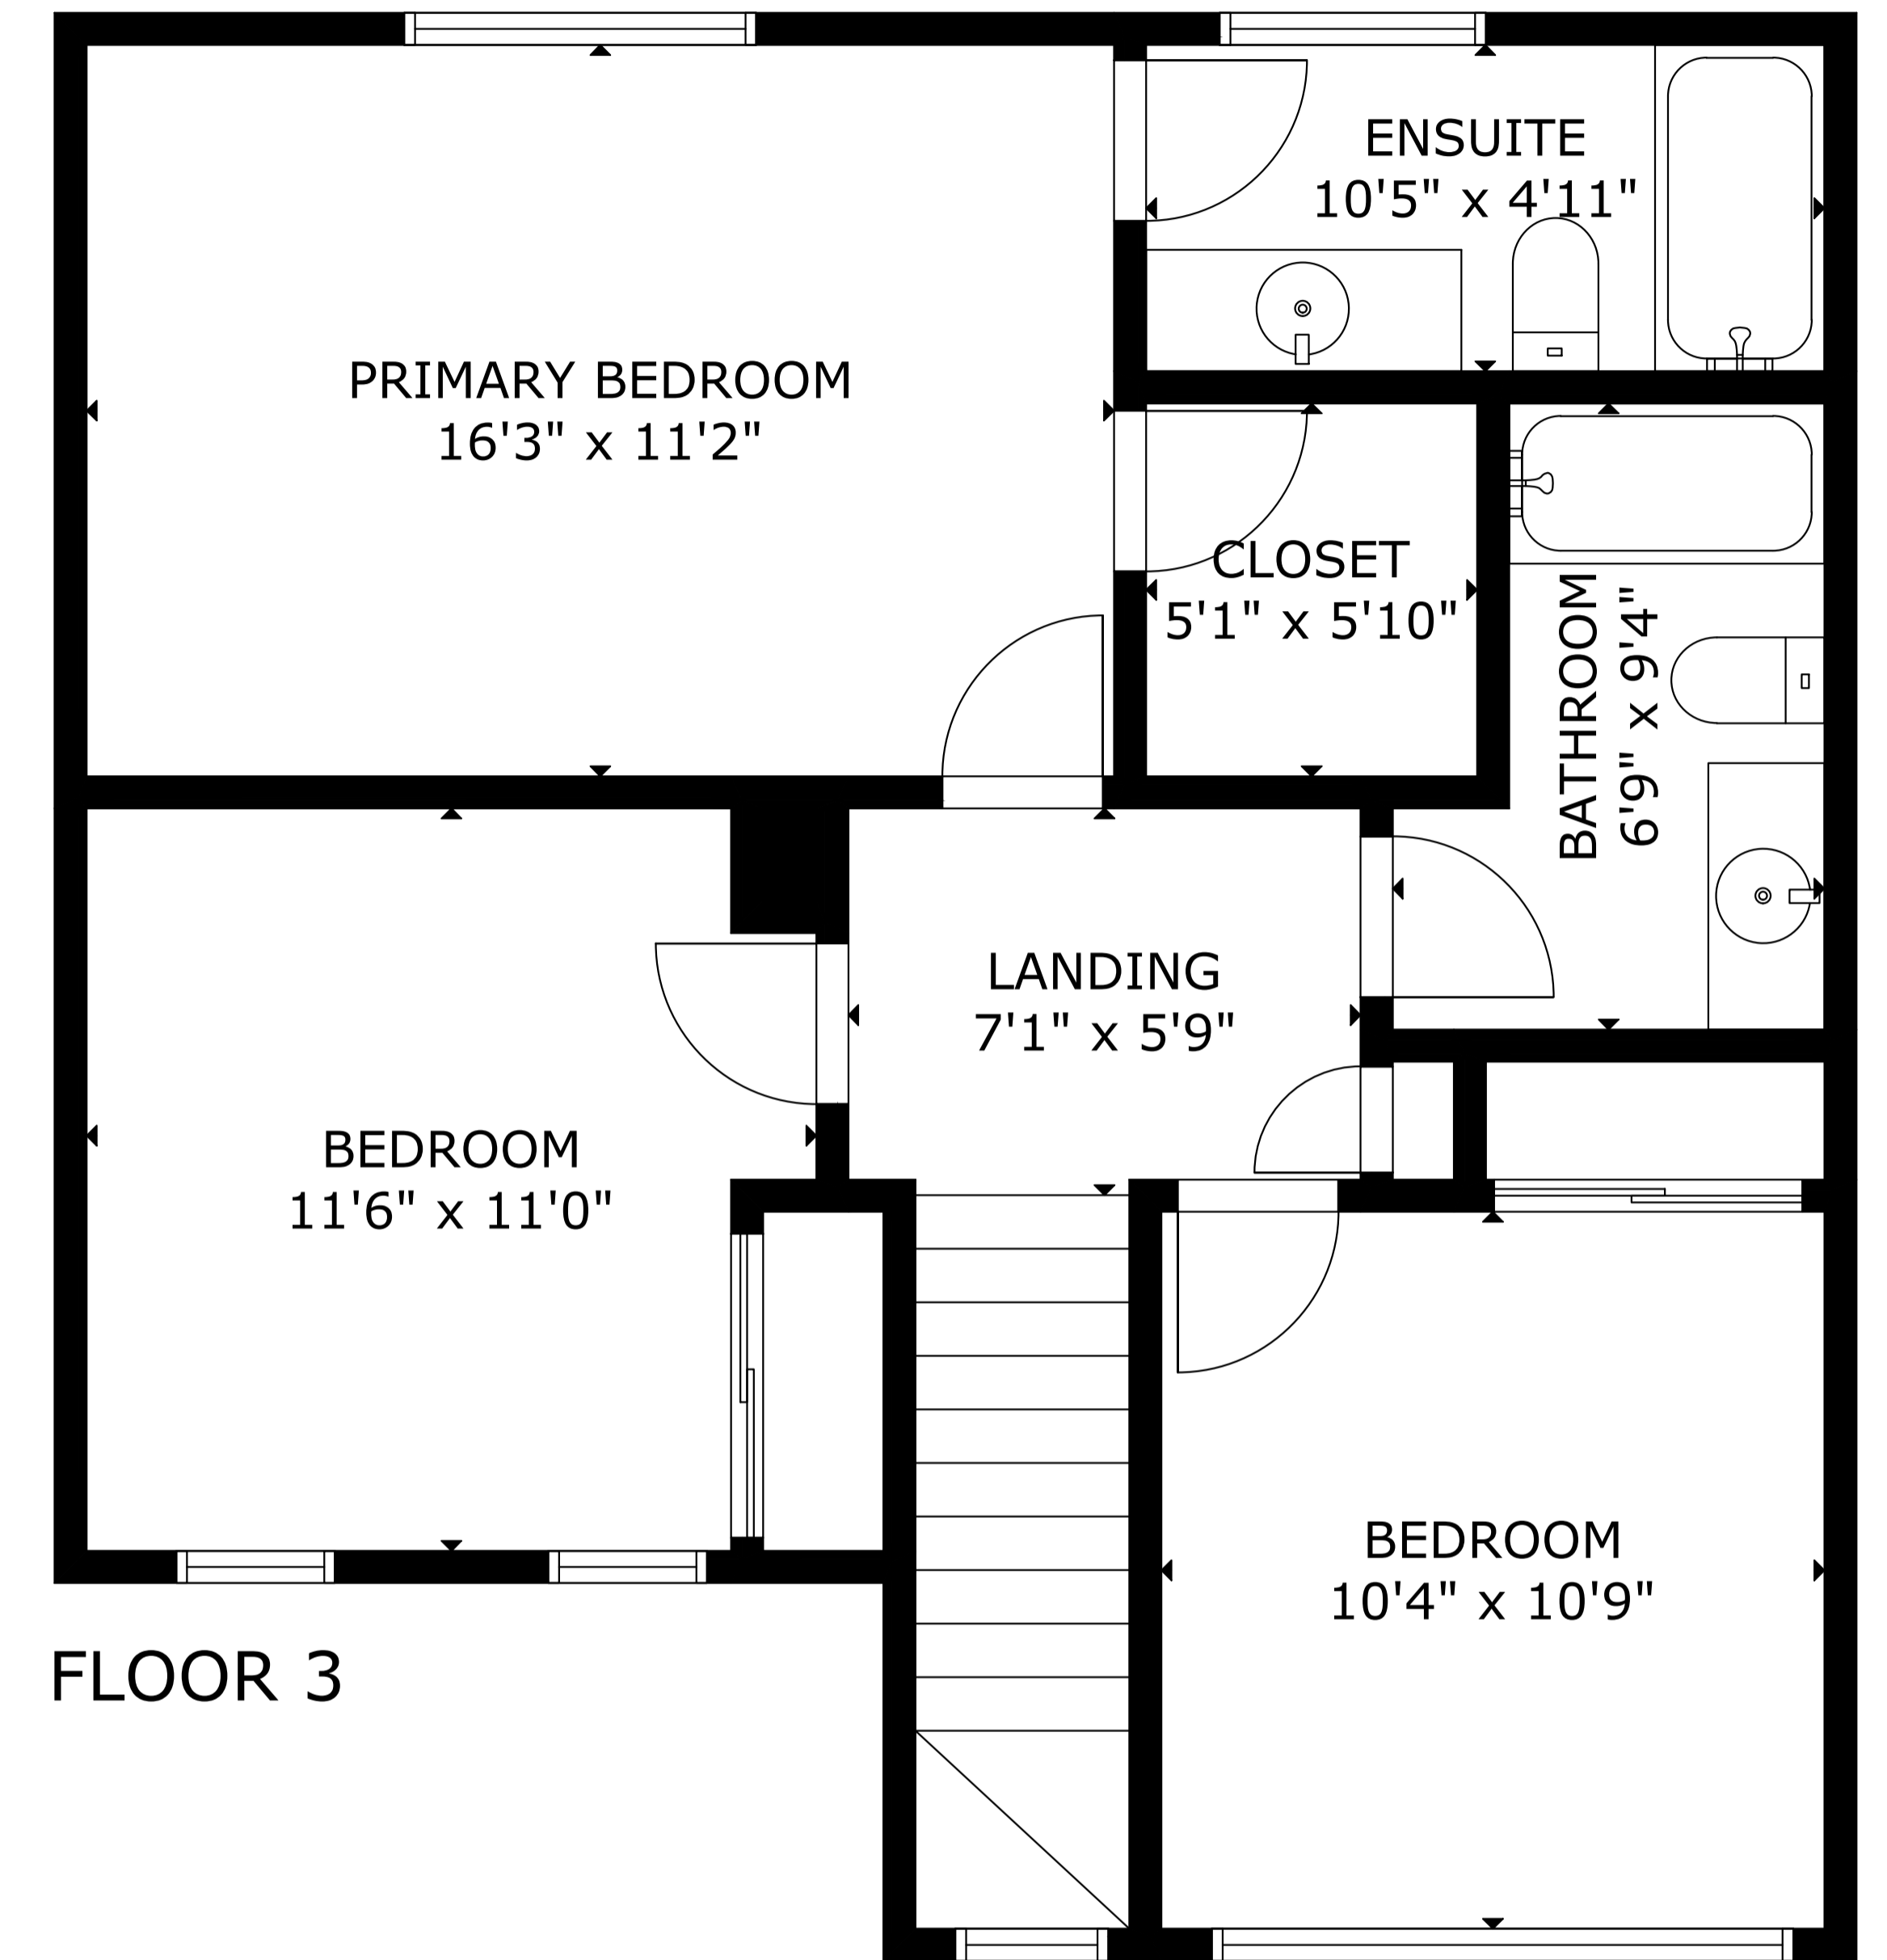 ENSUITE
10'5" x 4'11"
PRIMARY BEDROOM
16'3" x 11'2"
CLOSET
5'1" x 5'10"
BATHROOM
6'9" x 9'4"
LANDING
7'1" x 5'9"
BEDROOM
11'6" x 11'0"
BEDROOM
10'4" x 10'9"
FLOOR 3